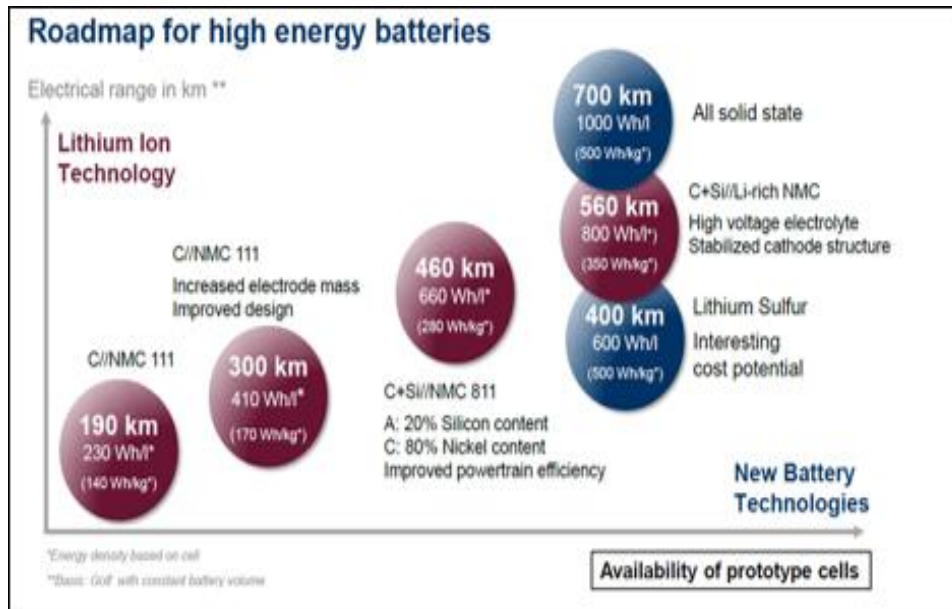 Roadmap for high energy batteries
Electrical range in km **
Lithium Ion
Technology
700 km
1000 Wh/l
(500 Wh/kg*)
All solid state
560 km
800 Wh/l*)
(350 Wh/kg*)
C+Si//Li-rich NMC
High voltage electrolyte
Stabilized cathode structure
C//NMC 111
Increased electrode mass
Improved design
460 km
660 Wh/l*
(280 Wh/kg*)
400 km
600 Wh/l
(500 Wh/kg*)
Lithium Sulfur
Interesting
cost potential
C//NMC 111
300 km
410 Wh/l*
(170 Wh/kg*)
190 km
230 Wh/l*
(140 Wh/kg*)
C+Si//NMC 811
A: 20% Silicon content
C: 80% Nickel content
Improved powertrain efficiency
New Battery
Technologies
*Energy density based on cell
**Basis: Golf with constant battery volume
Availability of prototype cells